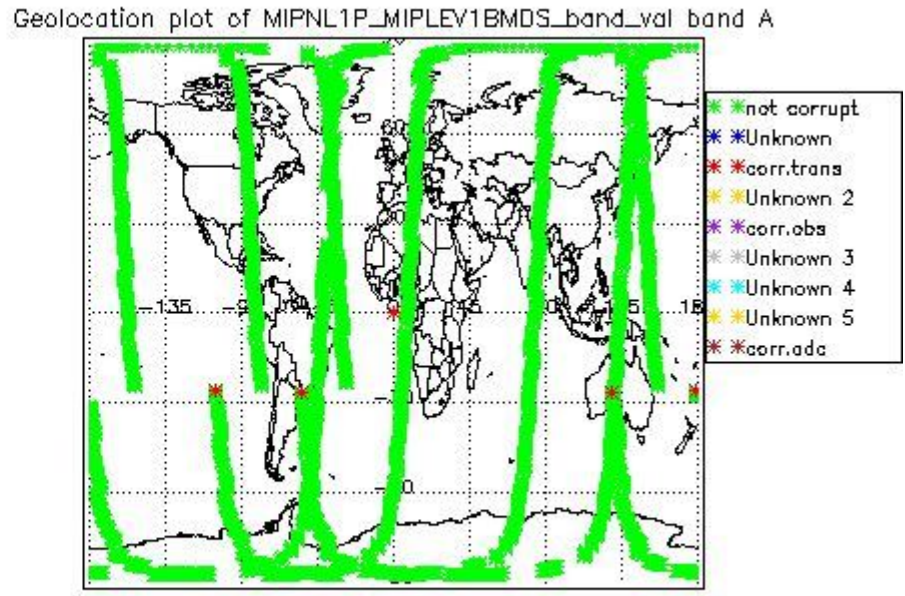 Geolocation plot of MIPNL1P_MIPLEV1BMDS_band_val band A
not corrupt
Unknown
corr.trans
Unknown 2
corr.obs
Unknown 3
Unknown 4
Unknown 5
corr.adc
-135